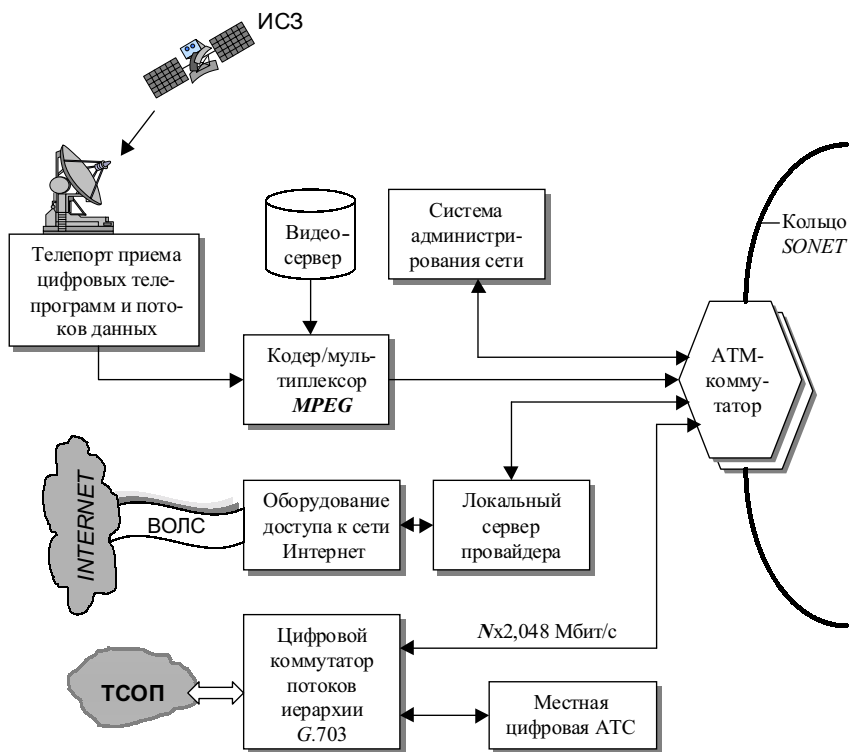 ИСЗ
Телепорт приема
цифровых теле-
программ и пото-
ков данных
Видео-
сервер
Система
администри-
рования сети
Кольцо
SONET
Кодер/муль-
типлексор
MPEG
АТМ-
комму-
татор
INTERNET
ВОЛС
Оборудование
доступа к сети
Интернет
Локальный
сервер
провайдера
Nx2,048 Мбит/с
ТСОП
Цифровой
коммутатор
потоков
иерархии
G.703
Местная
цифровая АТС